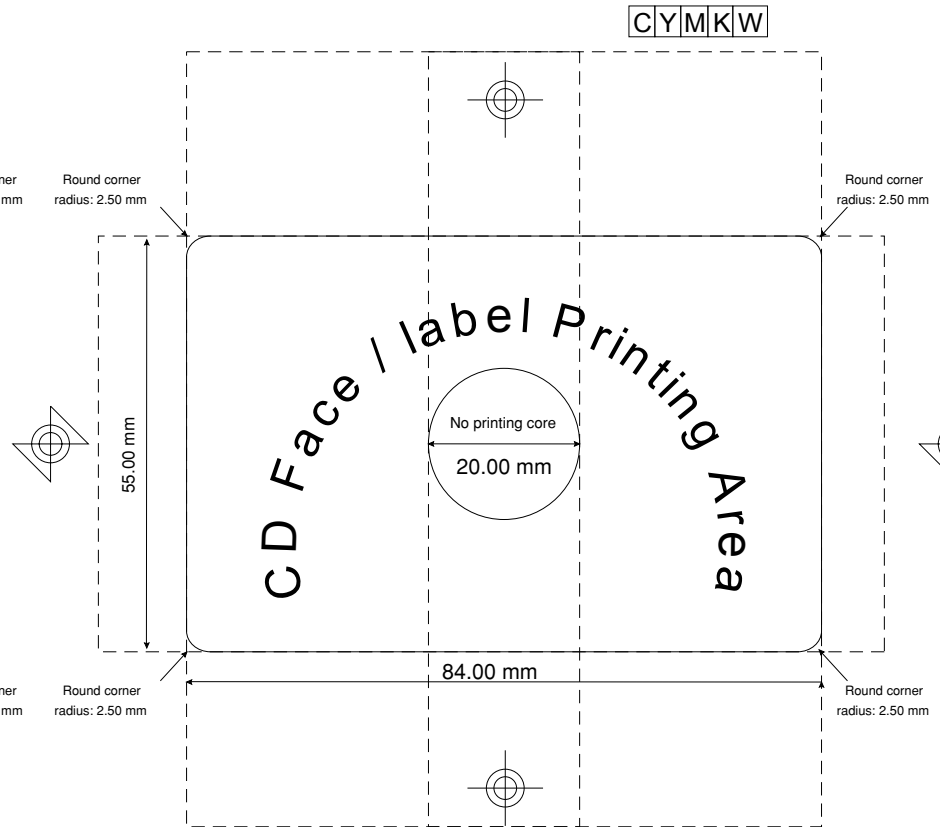 CYMKW
Round corner
radius: 2.50 mm
Round corner
radius: 2.50 mm
mm
CD Face / label Printing Area
No printing core
20.00 mm
55.00 mm
84.00 mm
Round corner
radius: 2.50 mm
Round corner
radius: 2.50 mm
mm